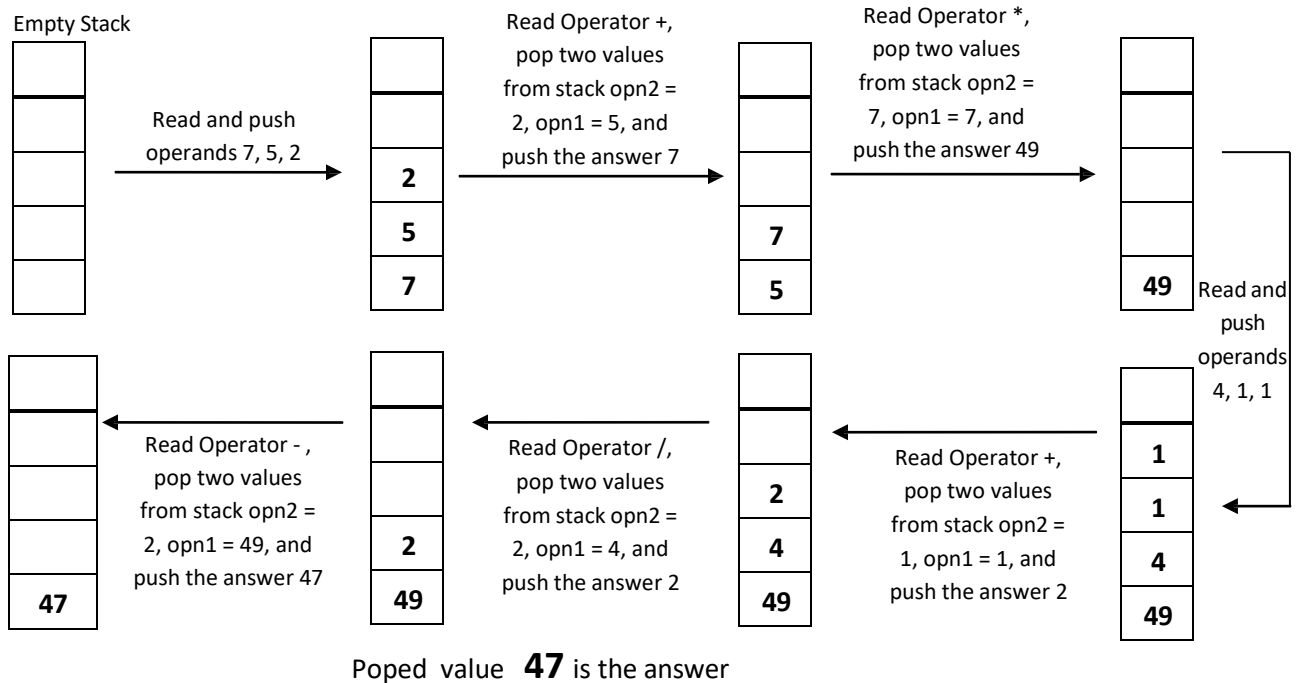 Empty Stack
Read and push
operands 7, 5, 2
2
5
7
Read Operator +,
pop two values
from stack opn2 =
2, opn1 = 5, and
push the answer 7
7
5
Read Operator *,
pop two values
from stack opn2 =
7, opn1 = 7, and
push the answer 49
49
Read and
push
operands
4, 1, 1
1
1
4
49
Read Operator +,
pop two values
from stack opn2 =
1, opn1 = 1, and
push the answer 2
2
4
49
Read Operator /,
pop two values
from stack opn2 =
2, opn1 = 4, and
push the answer 2
2
49
Read Operator - ,
pop two values
from stack opn2 =
2, opn1 = 49, and
push the answer 47
47
Poped value 47 is the answer